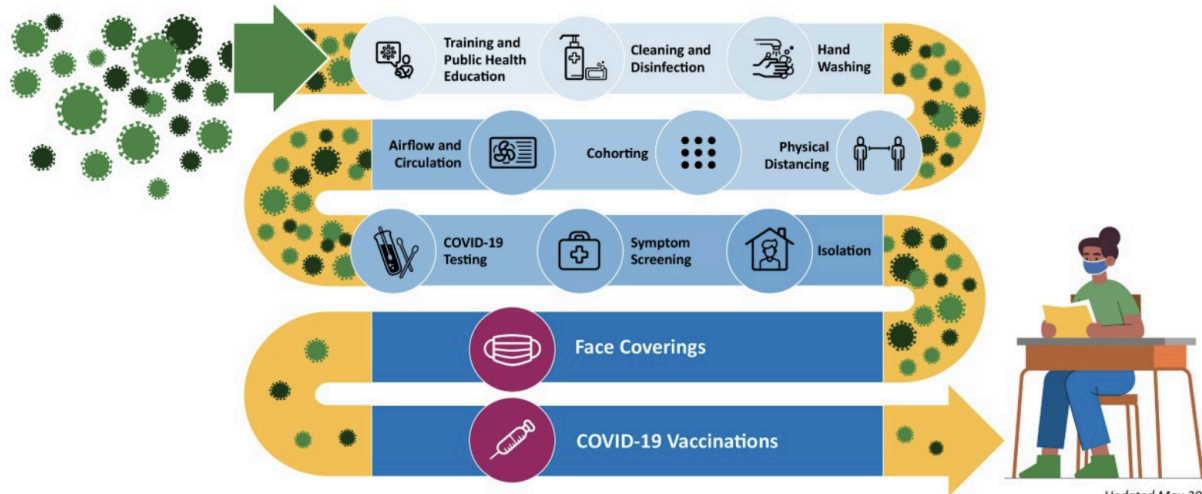 Training and
Public Health
Education
Cleaning and
Disinfection
Hand
Washing
Airflow and
Circulation
Cohorting
Physical
Distancing
COVID-19
Testing
Symptom
Screening
Isolation
Face Coverings
COVID-19 Vaccinations
Updated May